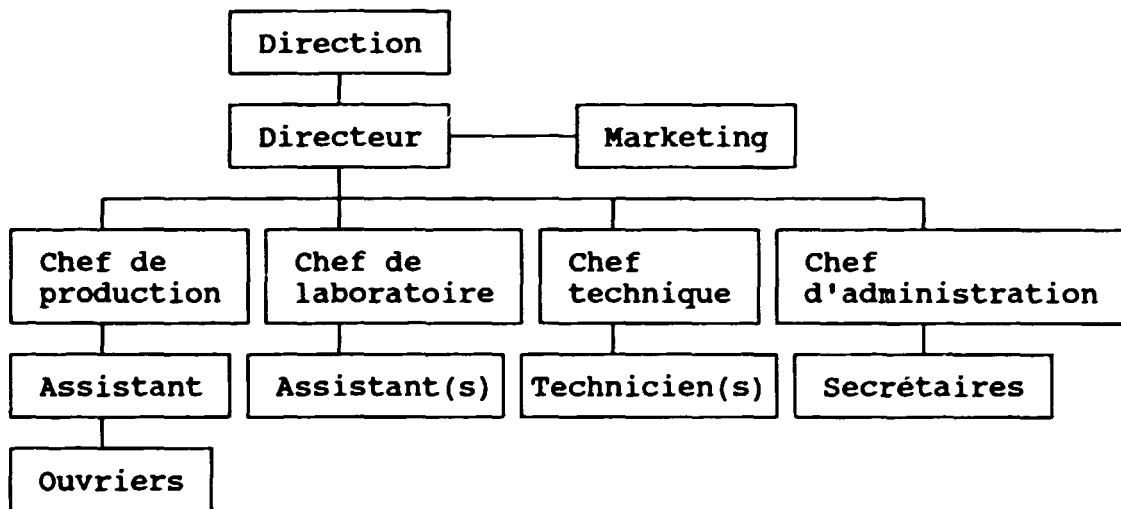 Direction
Directeur
Marketing
Chef de
production
Chef de
laboratoire
Chef
technique
Chef
d'administration
Assistant
Assistant(s)
Technicien(s)
Secrétaires
Ouvriers